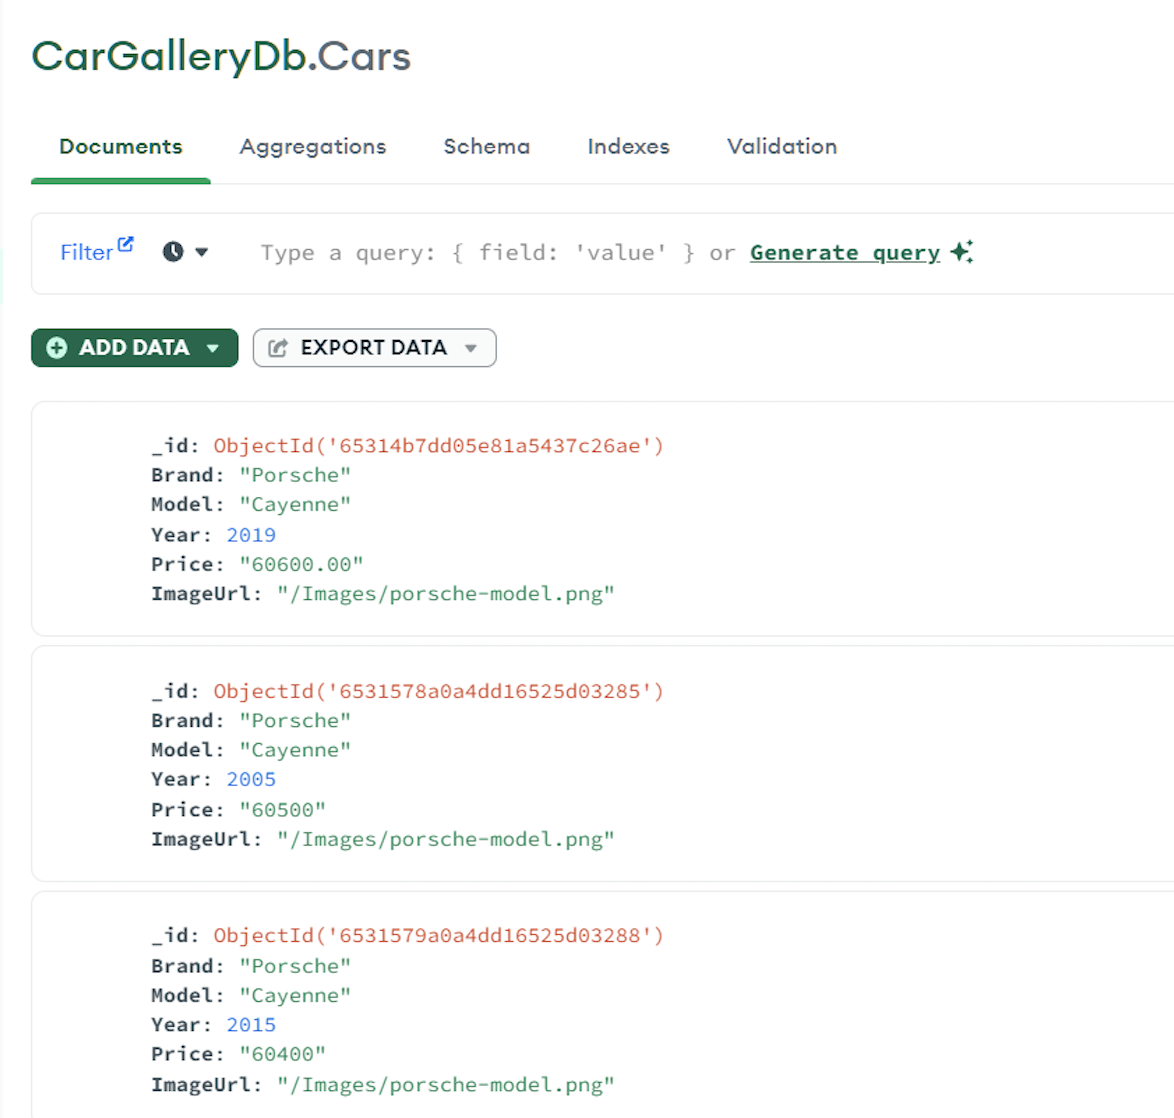 CarGalleryDb.Cars
Documents Aggregations Schema Indexes Validation
Filter Type a query: { field: 'value' } or Generate query
ADD DATA EXPORT DATA
_id: ObjectId('65314b7dd05e81a5437c26ae')
Brand: "Porsche"
Model: "Cayenne"
Year: 2019
Price: "60600.00"
ImageUrl: "/Images/porsche-model.png"
_id: ObjectId('6531578a0a4dd16525d03285')
Brand: "Porsche"
Model: "Cayenne"
Year: 2005
Price: "60500"
ImageUrl: "/Images/porsche-model.png"
_id: ObjectId('6531579a0a4dd16525d03288')
Brand: "Porsche"
Model: "Cayenne"
Year: 2015
Price: "60400"
ImageUrl: "/Images/porsche-model.png"